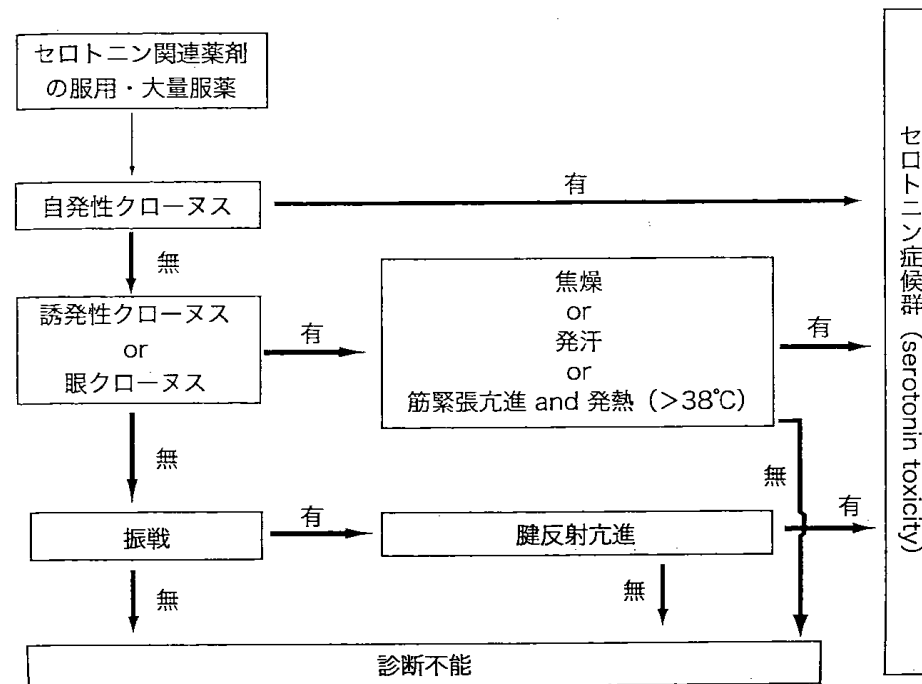 セロトニン関連薬剤
の服用・大量服薬
自発性クローヌス
有
無
誘発性クローヌス
or
眼クローヌス
有
焦燥
or
発汗
or
筋緊張亢進 and 発熱（＞38℃）
有
無
無
振戦
有
腱反射亢進
有
無
無
診断不能
セロトニン症候群（serotonin toxicity）